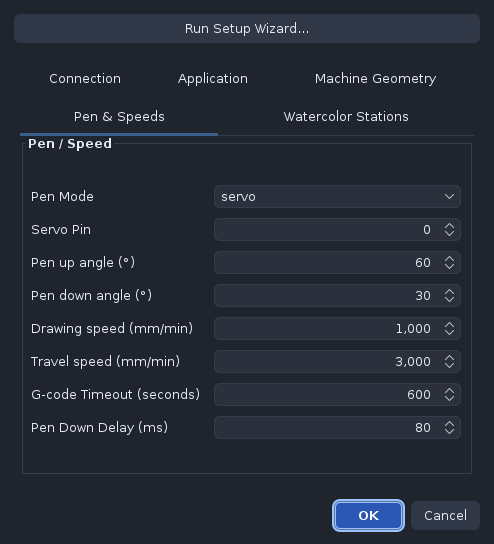 Run Setup Wizard...
Connection Application Machine Geometry
Pen & Speeds Watercolor Stations
Pen / Speed
Pen Mode servo
Servo Pin 0
Pen up angle (°) 60
Pen down angle (°) 30
Drawing speed (mm/min) 1,000
Travel speed (mm/min) 3,000
G-code Timeout (seconds) 600
Pen Down Delay (ms) 80
OK Cancel